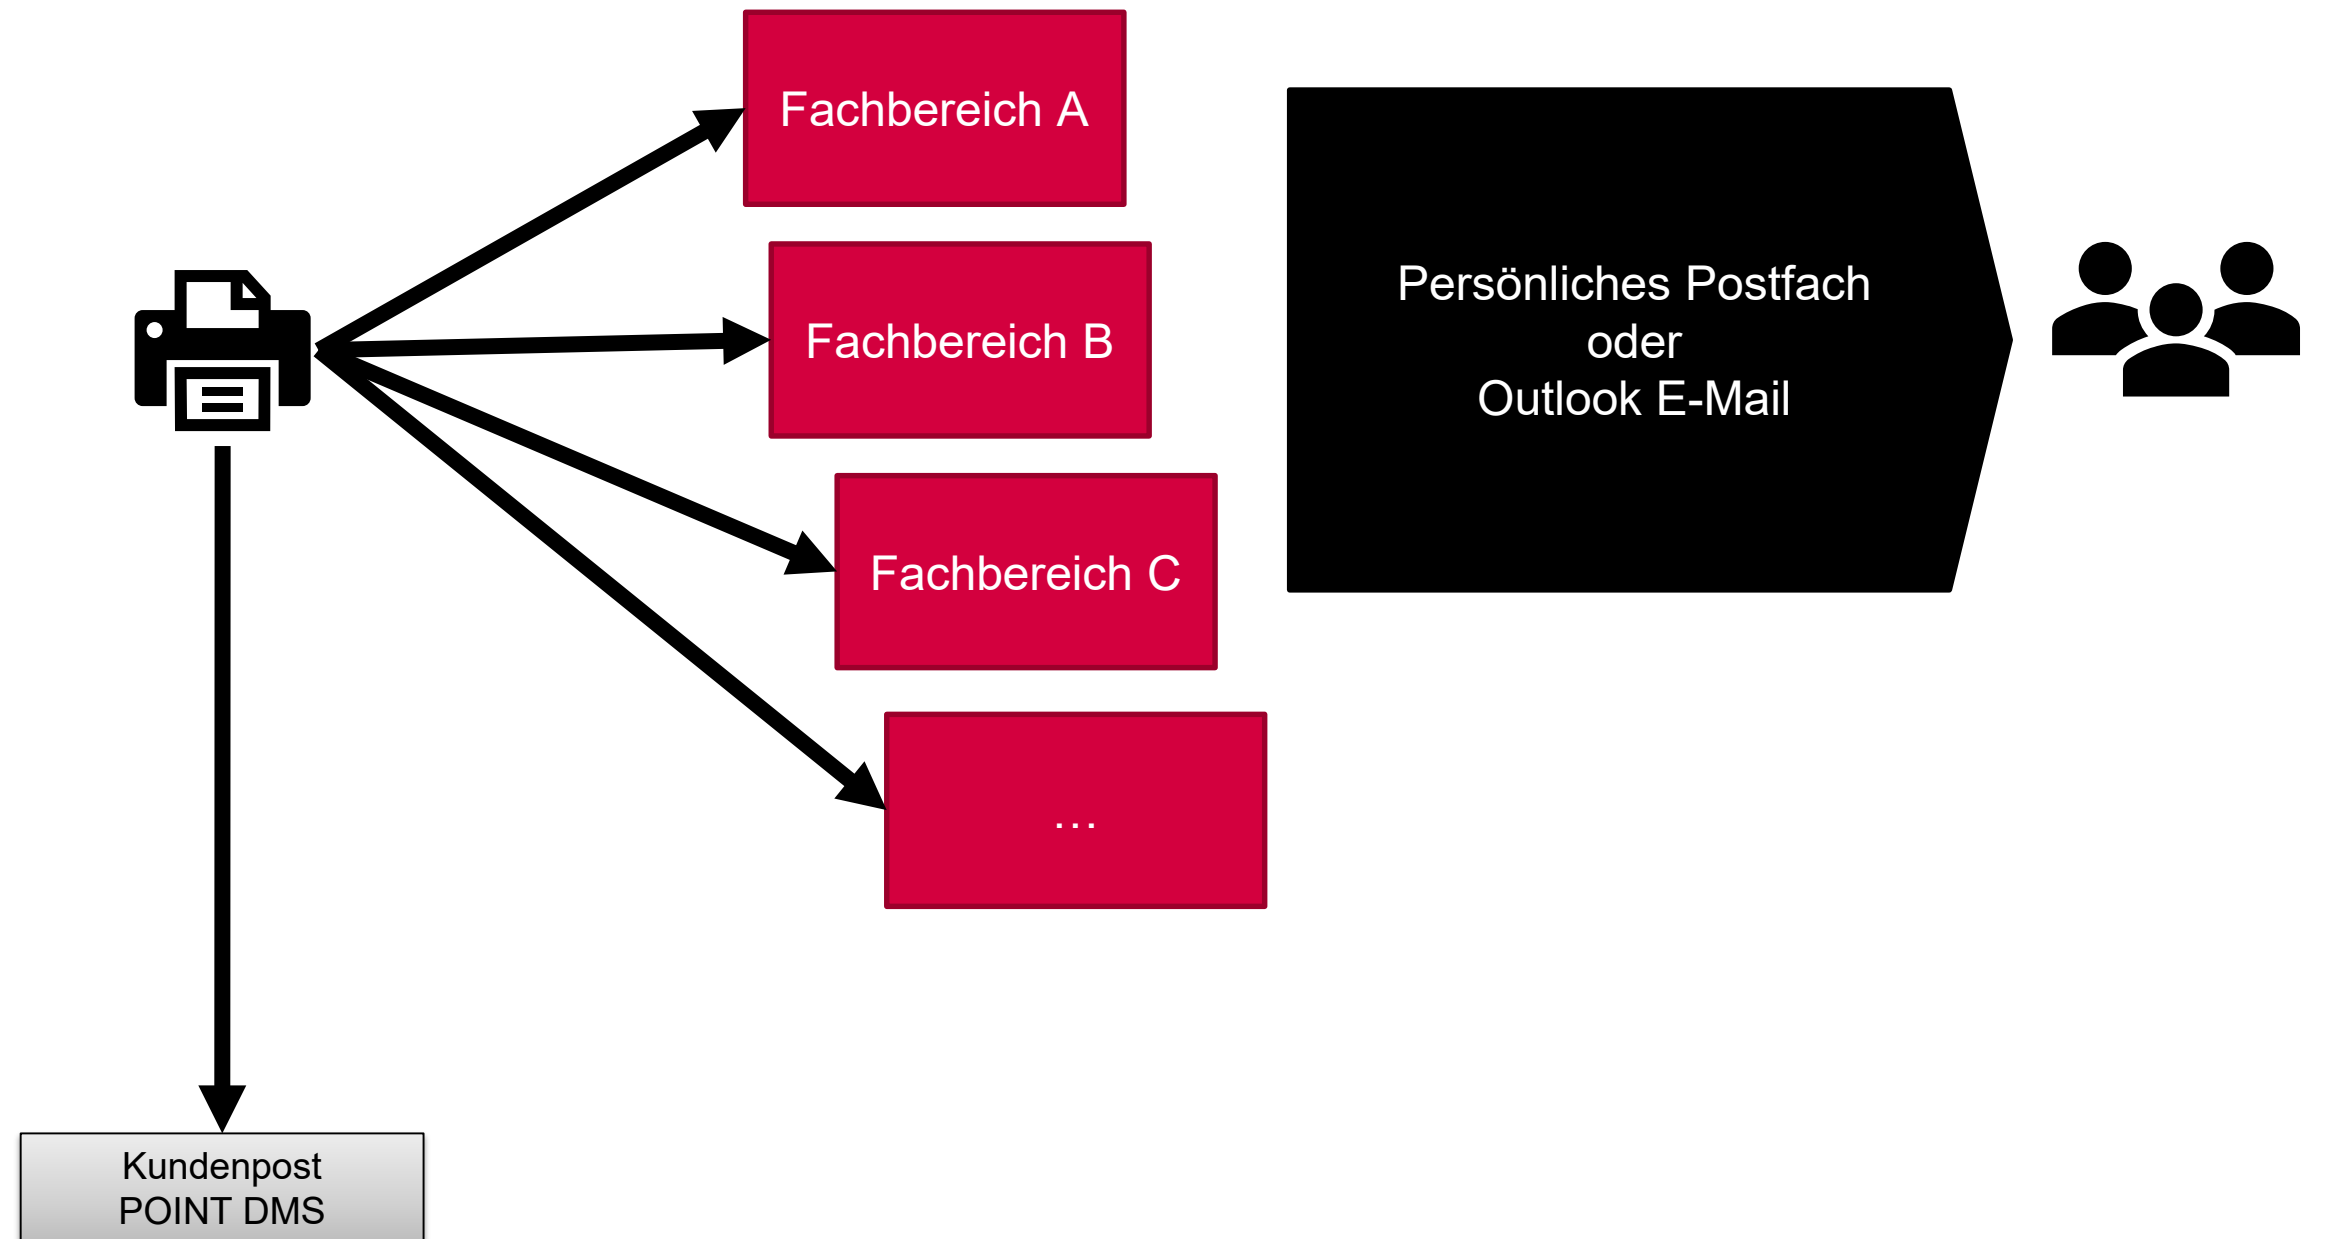 Fachbereich A
Fachbereich B
Fachbereich C
…
Persönliches Postfach
oder
Outlook E-Mail
Kundenpost
POINT DMS